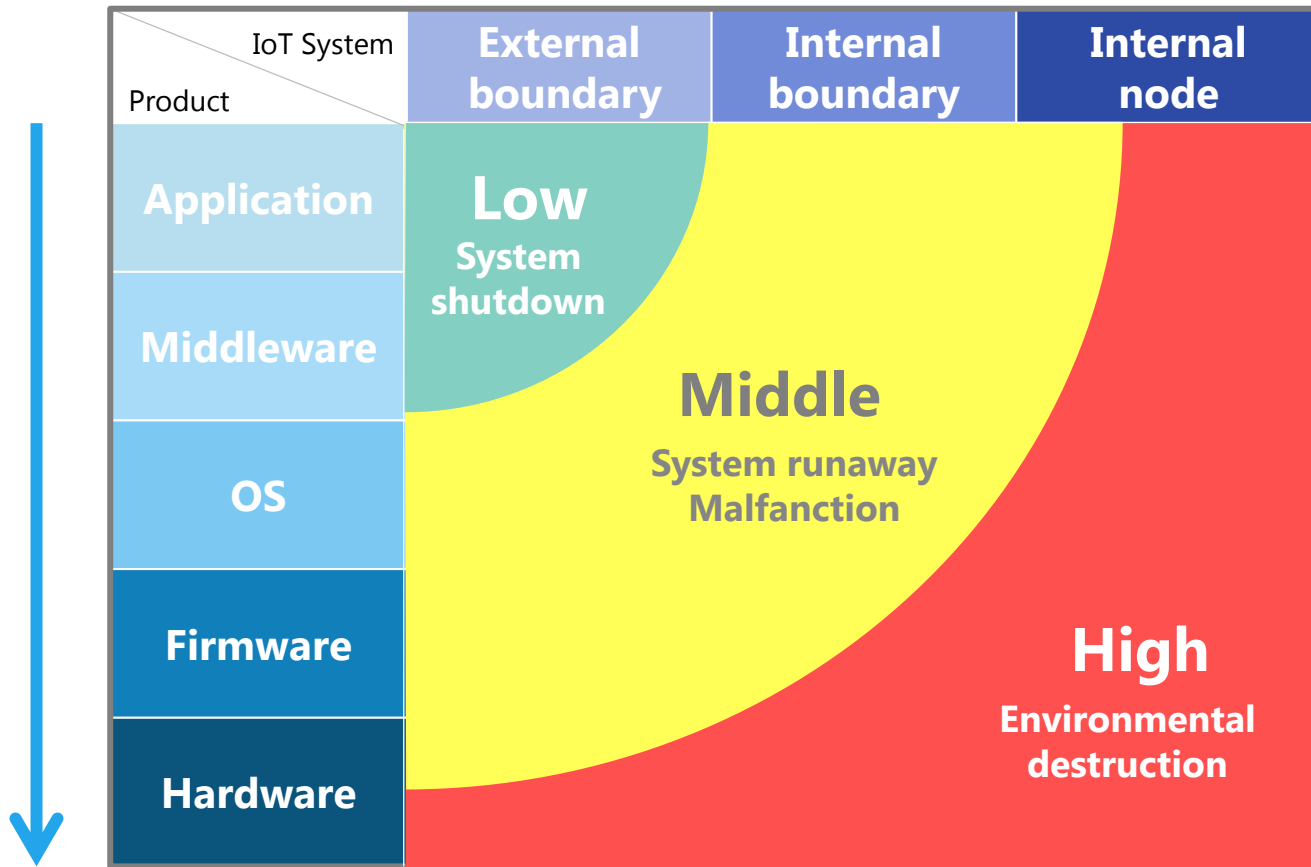 IoT System
Product
External
boundary
Internal
boundary
Internal
node
Application
Low
System
shutdown
Middleware
Middle
System runaway
Malfanction
OS
Firmware
High
Environmental
destruction
Hardware